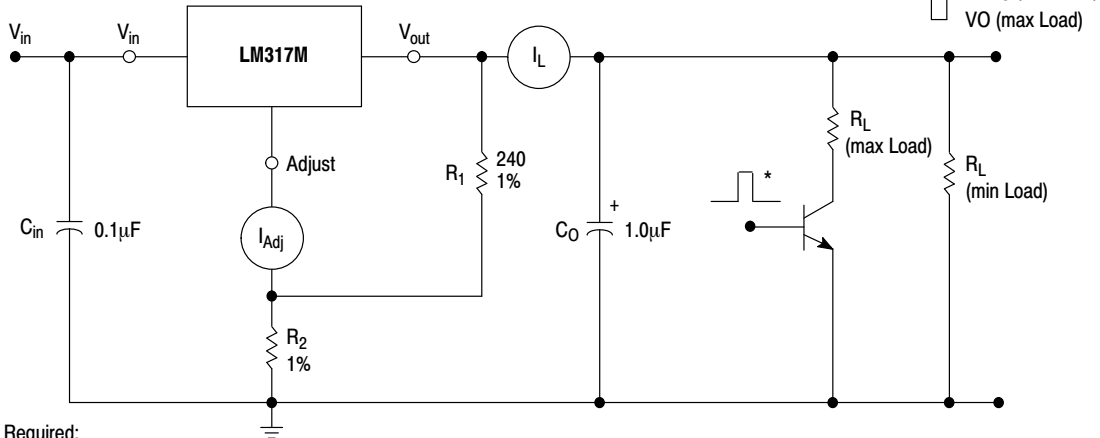 VO (max Load)
Vin
Vin
LM317M
Vout
IL
Adjust
R1
240
1%
RL
(max Load)
RL
(min Load)
Cin
0.1μF
IAdj
CO
+
1.0μF
*
R2
1%
Required: